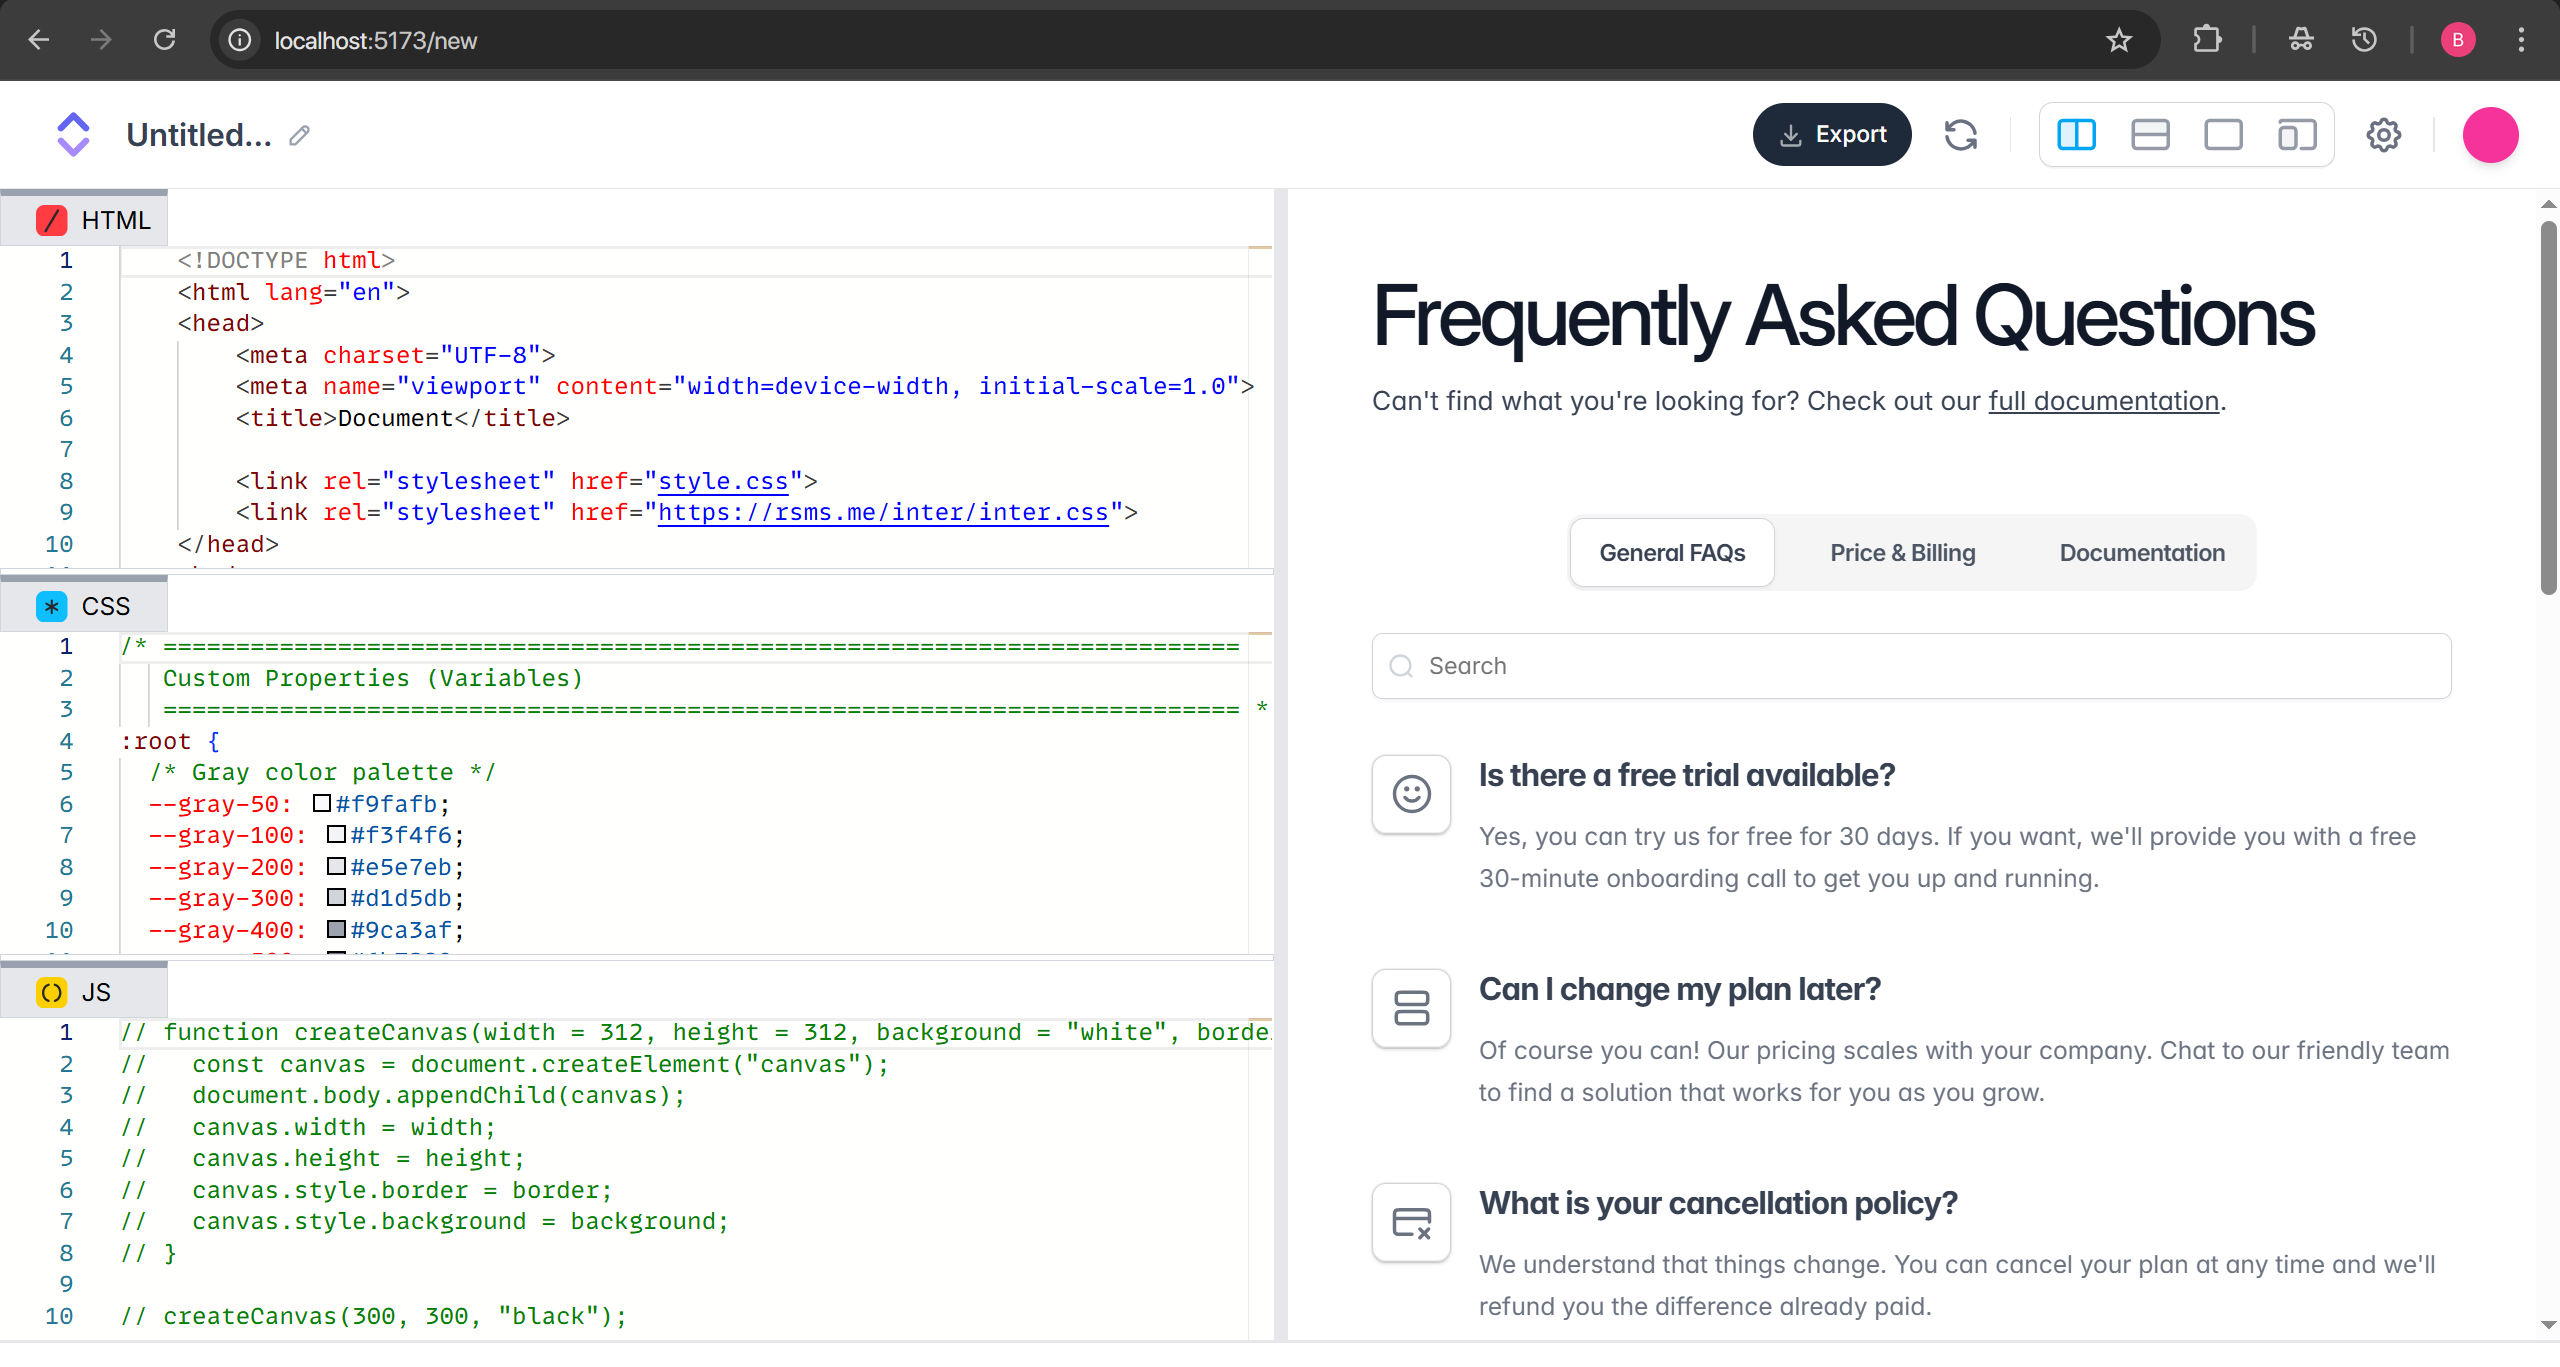 localhost:5173/new
B
Untitled...
Export
HTML
1 <!DOCTYPE html>
2 <html lang="en">
3 <head>
4 <meta charset="UTF-8">
5 <meta name="viewport" content="width=device-width, initial-scale=1.0">
6 <title>Document</title>
7
8 <link rel="stylesheet" href="style.css">
9 <link rel="stylesheet" href="https://rsms.me/inter/inter.css">
10 </head>
CSS
1 /* ==========================================================================
2 Custom Properties (Variables)
3 ========================================================================== *
4 :root {
5 /* Gray color palette */
6 --gray-50: #f9fafb;
7 --gray-100: #f3f4f6;
8 --gray-200: #e5e7eb;
9 --gray-300: #d1d5db;
10 --gray-400: #9ca3af;
JS
1 // function createCanvas(width = 312, height = 312, background = "white", borde
2 // const canvas = document.createElement("canvas");
3 // document.body.appendChild(canvas);
4 // canvas.width = width;
5 // canvas.height = height;
6 // canvas.style.border = border;
7 // canvas.style.background = background;
8 // }
9
10 // createCanvas(300, 300, "black");
Frequently Asked Questions
Can't find what you're looking for? Check out our full documentation.
General FAQs Price & Billing Documentation
Search
Is there a free trial available?
Yes, you can try us for free for 30 days. If you want, we'll provide you with a free
30-minute onboarding call to get you up and running.
Can I change my plan later?
Of course you can! Our pricing scales with your company. Chat to our friendly team
to find a solution that works for you as you grow.
What is your cancellation policy?
We understand that things change. You can cancel your plan at any time and we'll
refund you the difference already paid.